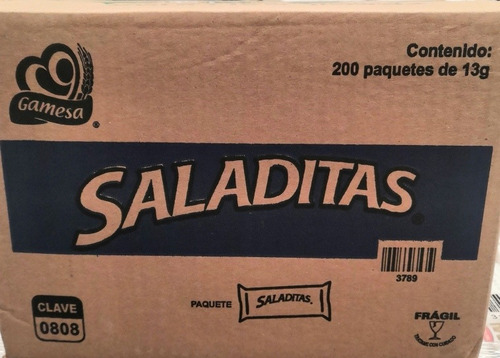 Gamesa ®
Contenido:
200 paquetes de 13g
SALADITAS®
3789
CLAVE
0808
PAQUETE
SALADITAS
FRÁGIL